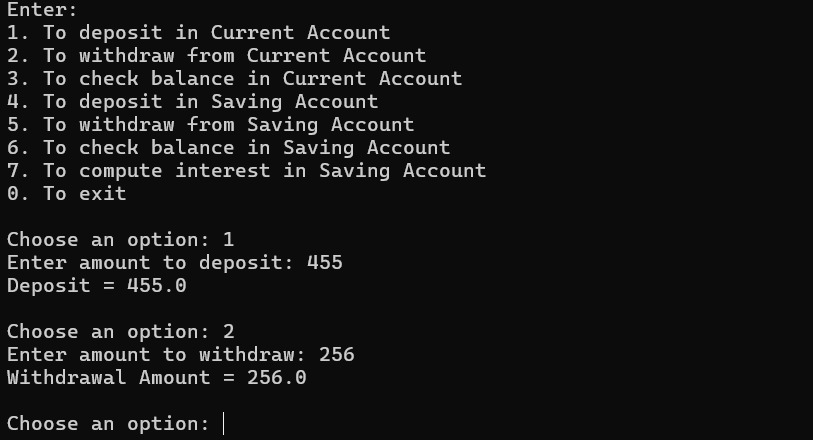 Enter:
1. To deposit in Current Account
2. To withdraw from Current Account
3. To check balance in Current Account
4. To deposit in Saving Account
5. To withdraw from Saving Account
6. To check balance in Saving Account
7. To compute interest in Saving Account
0. To exit
Choose an option: 1
Enter amount to deposit: 455
Deposit = 455.0
Choose an option: 2
Enter amount to withdraw: 256
Withdrawal Amount = 256.0
Choose an option: